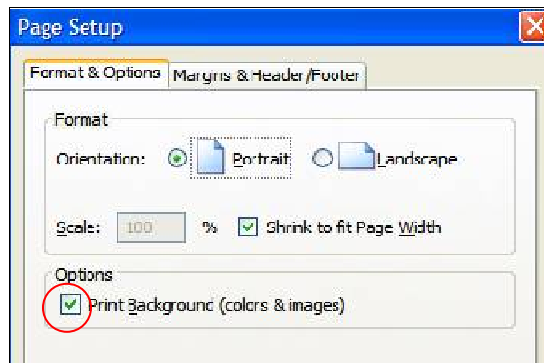 Page Setup
Format & Options Margins & Header/Footer
Format
Orientation: Portrait Landscape
Scale: 100 % Shrink to fit Page Width
Options
Print Background (colors & images)